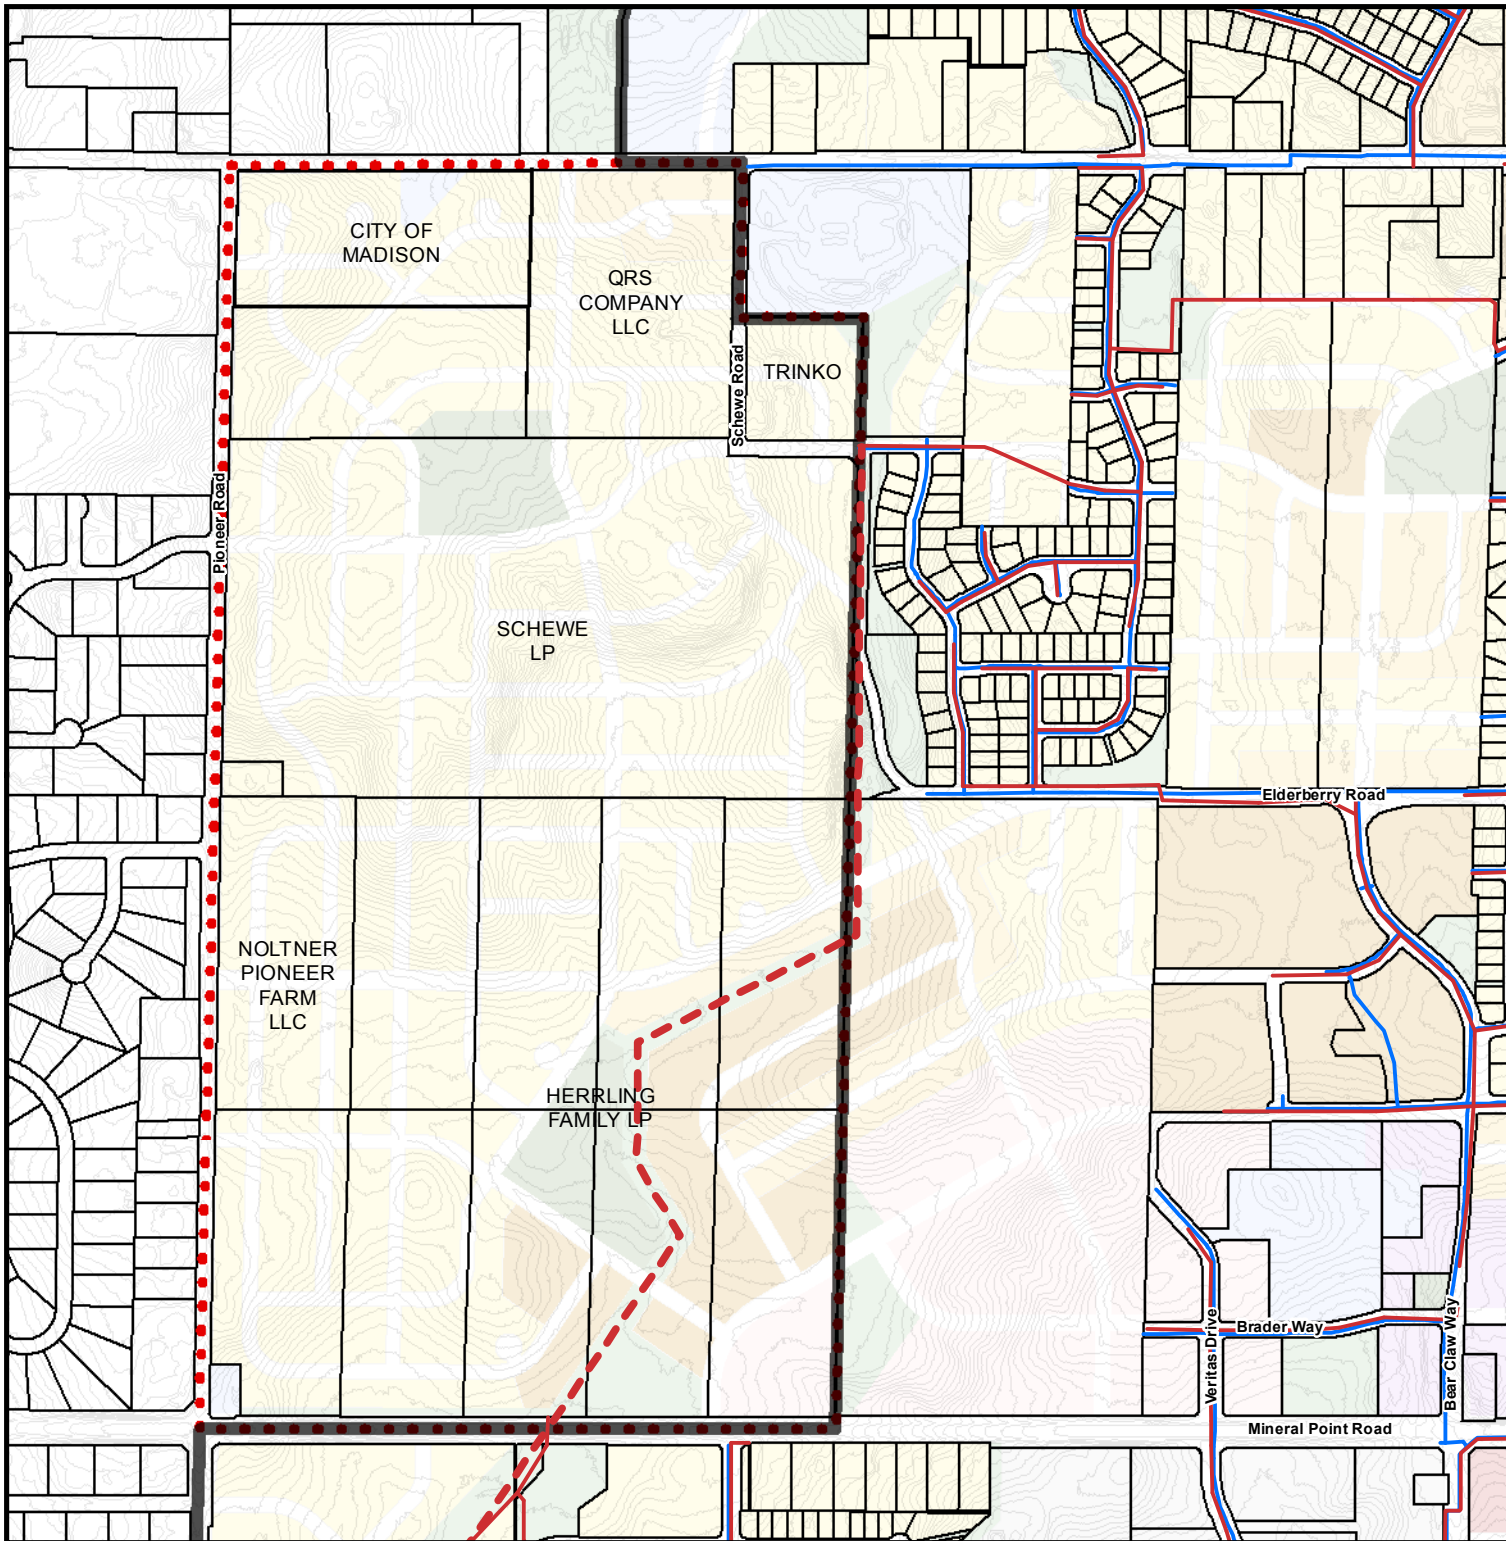 CITY OF
MADISON
QRS
COMPANY
LLC
TRINKO
Schewe Road
Pioneer Road
SCHEWE
LP
Elderberry Road
NOLTNER
PIONEER
FARM
LLC
HERRLING
FAMILY LP
Veritas Drive
Brader Way
Bear Claw Way
Mineral Point Road